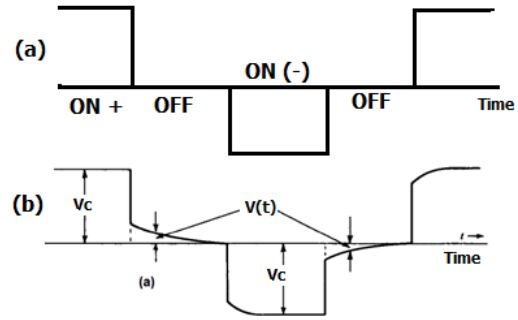 (a)
ON (-)
ON + OFF OFF Time
(b)
Vc V(t) t →
Time
(a) Vc